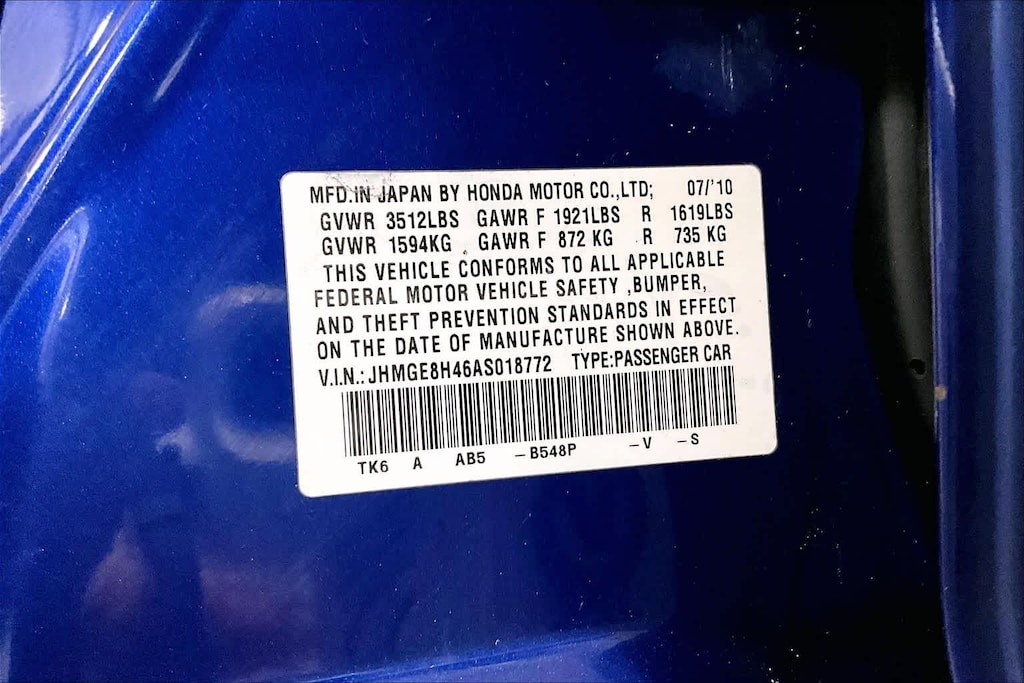 MFD.IN JAPAN BY HONDA MOTOR CO.,LTD; 07/'10
GVWR 3512LBS GAWR F 1921LBS R 1619LBS
GVWR 1594KG GAWR F 872 KG R 735 KG
THIS VEHICLE CONFORMS TO ALL APPLICABLE
FEDERAL MOTOR VEHICLE SAFETY ,BUMPER,
AND THEFT PREVENTION STANDARDS IN EFFECT
ON THE DATE OF MANUFACTURE SHOWN ABOVE.
V.I.N.: JHMGE8H46AS018772 TYPE:PASSENGER CAR
TK6 A AB5 -B548P -V -S